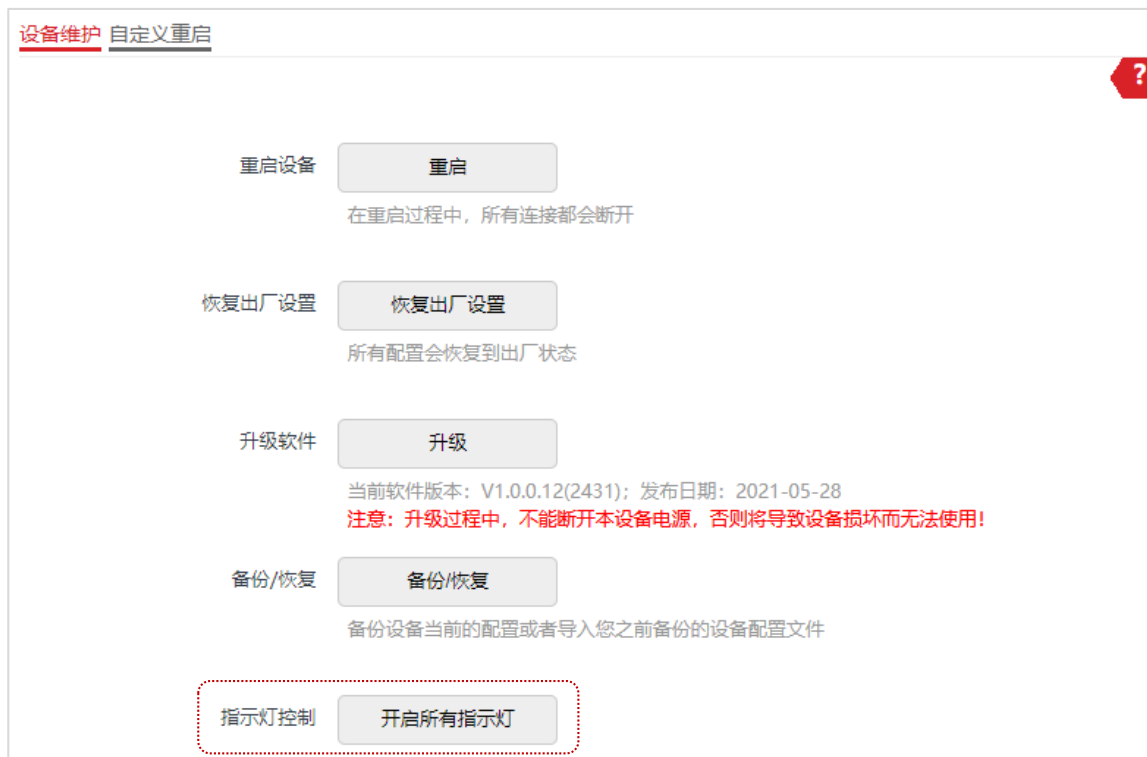 设备维护 自定义重启
?
重启设备 重启
在重启过程中，所有连接都会断开
恢复出厂设置 恢复出厂设置
所有配置会恢复到出厂状态
升级软件 升级
当前软件版本：V1.0.0.12(2431)；发布日期：2021-05-28
注意：升级过程中，不能断开本设备电源，否则将导致设备损坏而无法使用！
备份/恢复 备份/恢复
备份设备当前的配置或者导入您之前备份的设备配置文件
指示灯控制 开启所有指示灯